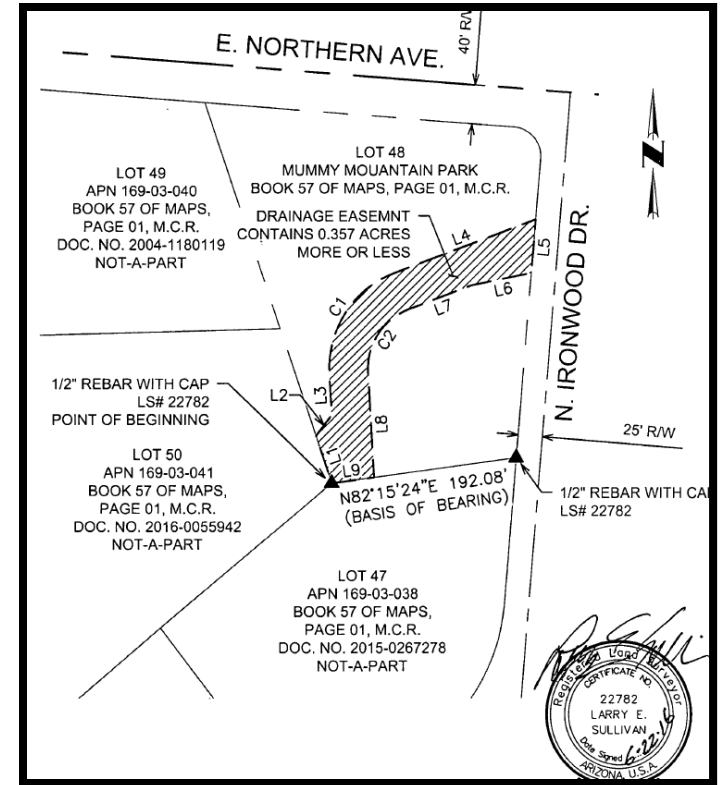 E. NORTHERN AVE.
40' R/W
LOT 48
MUMMY MOUANTAIN PARK
BOOK 57 OF MAPS, PAGE 01, M.C.R.
LOT 49
APN 169-03-040
BOOK 57 OF MAPS,
PAGE 01, M.C.R.
DOC. NO. 2004-1180119
NOT-A-PART
DRAINAGE EASEMNT
CONTAINS 0.357 ACRES
MORE OR LESS
N
L4
L5
L6
L7
C1
C2
N. IRONWOOD DR.
1/2" REBAR WITH CAP
LS# 22782
POINT OF BEGINNING
L2
L3
L8
L1
L9
25' R/W
LOT 50
APN 169-03-041
BOOK 57 OF MAPS,
PAGE 01, M.C.R.
DOC. NO. 2016-0055942
NOT-A-PART
N82°15'24"E 192.08'
(BASIS OF BEARING)
1/2" REBAR WITH CA
LS# 22782
LOT 47
APN 169-03-038
BOOK 57 OF MAPS,
PAGE 01, M.C.R.
DOC. NO. 2015-0267278
NOT-A-PART
Registered Land Surveyor
CERTIFICATE NO.
22782
LARRY E.
SULLIVAN
Date Signed 6-22-16
ARIZONA, U.S.A.